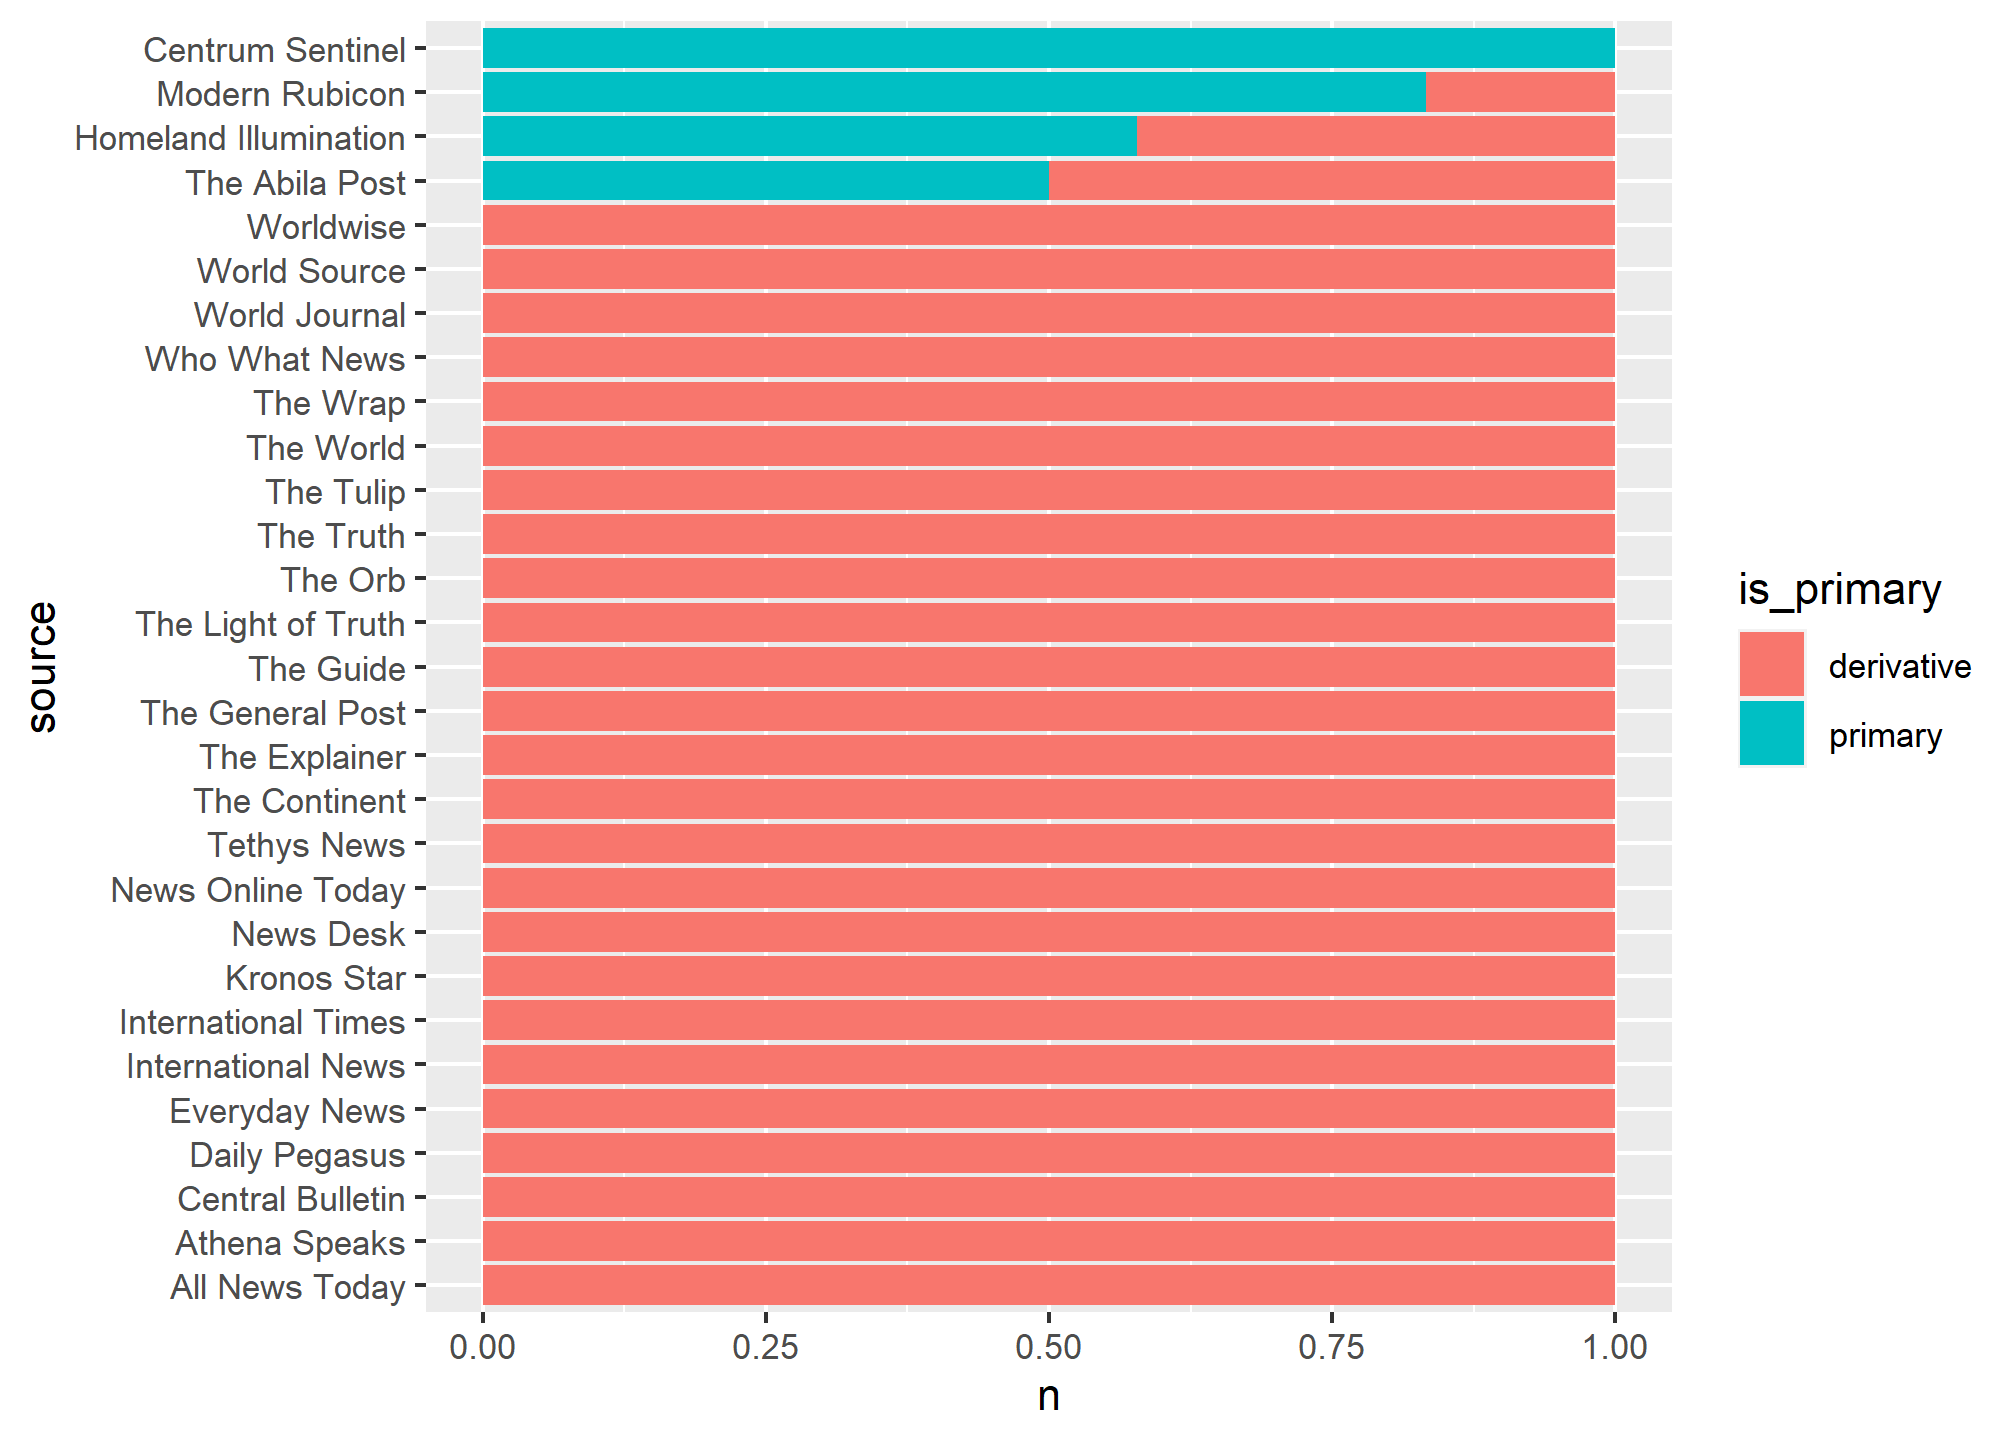 Centrum Sentinel
Modern Rubicon
Homeland Illumination
The Abila Post
Worldwise
World Source
World Journal
Who What News
The Wrap
The World
The Tulip
The Truth
The Orb
The Light of Truth
The Guide
The General Post
The Explainer
The Continent
Tethys News
News Online Today
News Desk
Kronos Star
International Times
International News
Everyday News
Daily Pegasus
Central Bulletin
Athena Speaks
All News Today
source
0.00 0.25 0.50 0.75 1.00
n
is_primary
derivative
primary